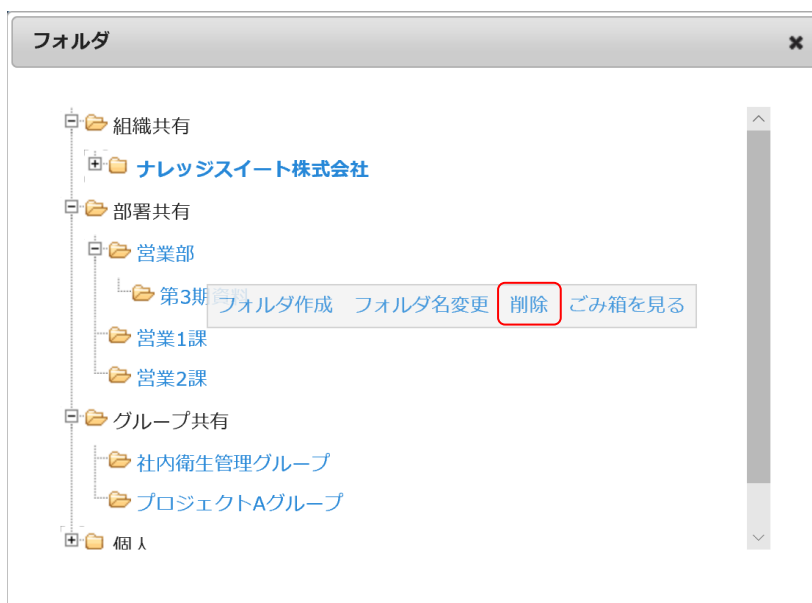 フォルダ
組織共有
ナレッジスイート株式会社
部署共有
営業部
第3期資料
フォルダ作成 フォルダ名変更 削除 ごみ箱を見る
営業1課
営業2課
グループ共有
社内衛生管理グループ
プロジェクトAグループ
個人